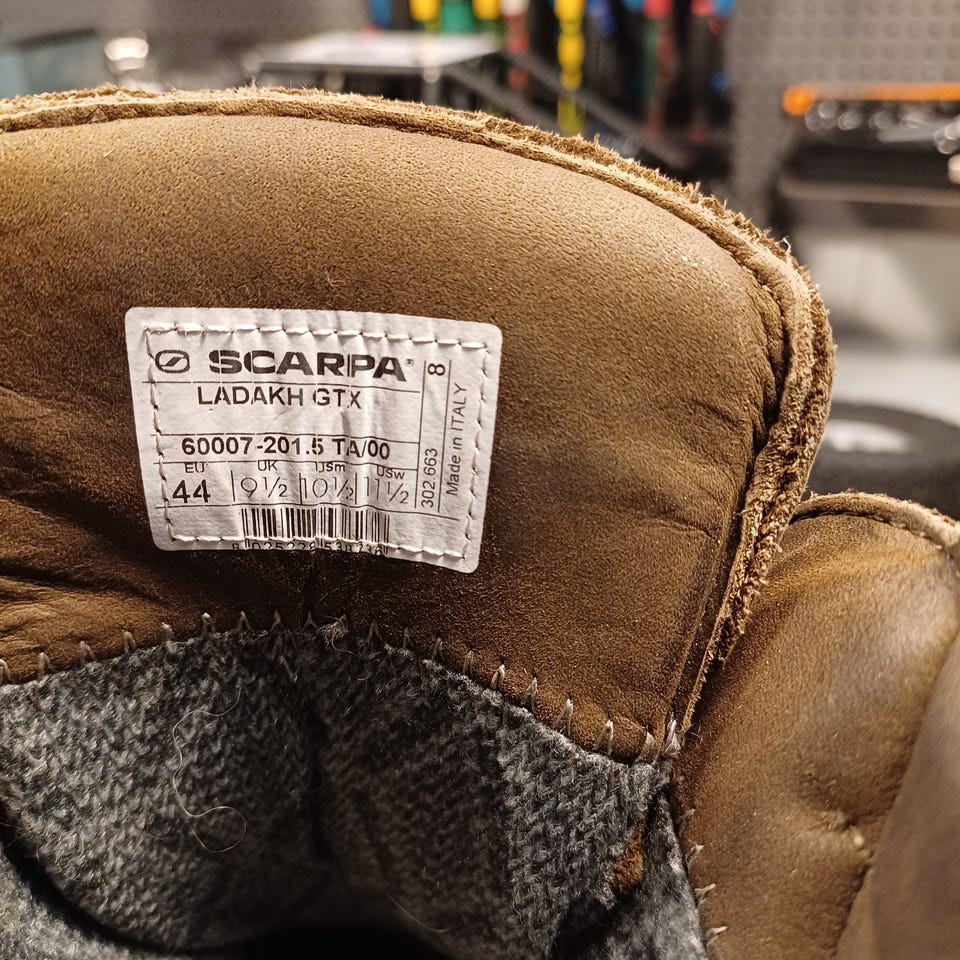 SCARPA®
LADAKH GTX
60007-201.5 TA/00
EU UK USm USw
44 9½ 10½ 11½
302.663 8
Made in ITALY